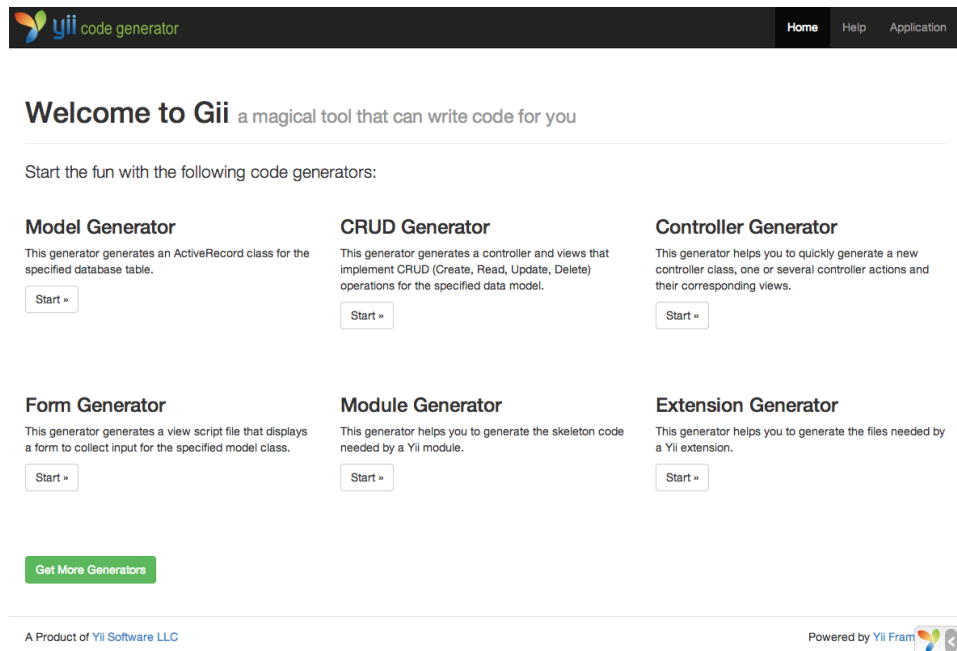 yii code generator
Home Help Application
Welcome to Gii a magical tool that can write code for you
Start the fun with the following code generators:
Model Generator
This generator generates an ActiveRecord class for the
specified database table.
Start »
CRUD Generator
This generator generates a controller and views that
implement CRUD (Create, Read, Update, Delete)
operations for the specified data model.
Start »
Controller Generator
This generator helps you to quickly generate a new
controller class, one or several controller actions and
their corresponding views.
Start »
Form Generator
This generator generates a view script file that displays
a form to collect input for the specified model class.
Start »
Module Generator
This generator helps you to generate the skeleton code
needed by a Yii module.
Start »
Extension Generator
This generator helps you to generate the files needed by
a Yii extension.
Start »
Get More Generators
A Product of Yii Software LLC
Powered by Yii Fram